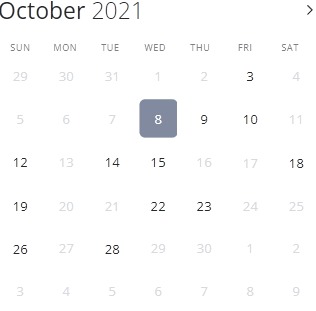 October 2021
SUN MON TUE WED THU FRI SAT
29 30 31 1 2 3 4
5 6 7 8 9 10 11
12 13 14 15 16 17 18
19 20 21 22 23 24 25
26 27 28 29 30 1 2
3 4 5 6 7 8 9